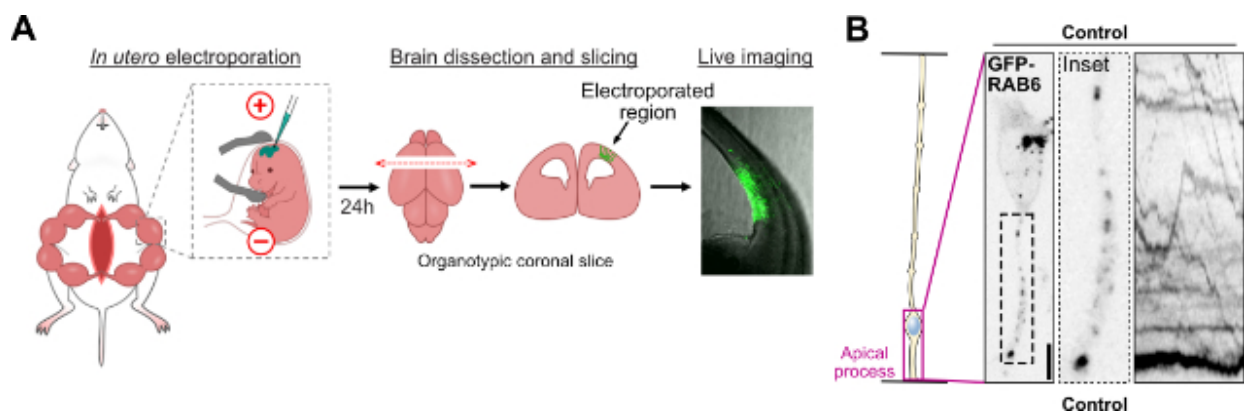 A
In utero electroporation
Brain dissection and slicing
Live imaging
Electroporated
region
+
24h
−
Organotypic coronal slice
B
Control
GFP-
RAB6
Inset
Apical
process
Control